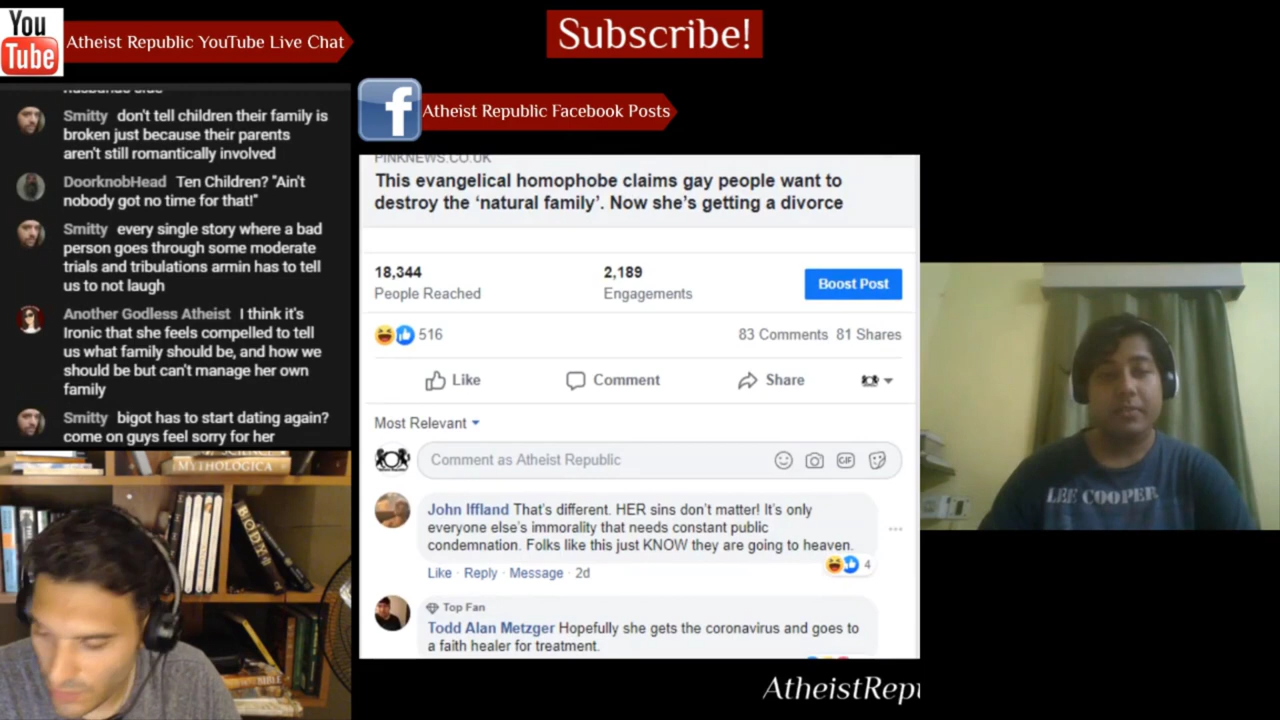 You
Tube
Atheist Republic YouTube Live Chat
Subscribe!
Atheist Republic Facebook Posts
husbands side
Smitty don't tell children their family is
broken just because their parents
aren't still romantically involved
DoorknobHead Ten Children? "Ain't
nobody got no time for that!"
Smitty every single story where a bad
person goes through some moderate
trials and tribulations armin has to tell
us to not laugh
Another Godless Atheist I think it's
Ironic that she feels compelled to tell
us what family should be, and how we
should be but can't manage her own
family
Smitty bigot has to start dating again?
come on guys feel sorry for her
PINKNEWS.CO.UK
This evangelical homophobe claims gay people want to
destroy the ‘natural family’. Now she’s getting a divorce
18,344
People Reached
2,189
Engagements
Boost Post
516
83 Comments 81 Shares
Like
Comment
Share
Most Relevant
Comment as Atheist Republic
GIF
John Iffland That's different. HER sins don't matter! It's only
everyone else's immorality that needs constant public
condemnation. Folks like this just KNOW they are going to heaven.
4
Like · Reply · Message · 2d
Top Fan
Todd Alan Metzger Hopefully she gets the coronavirus and goes to
a faith healer for treatment.
MYTHOLOGICA
BODY
LEE COOPER
AtheistRepu